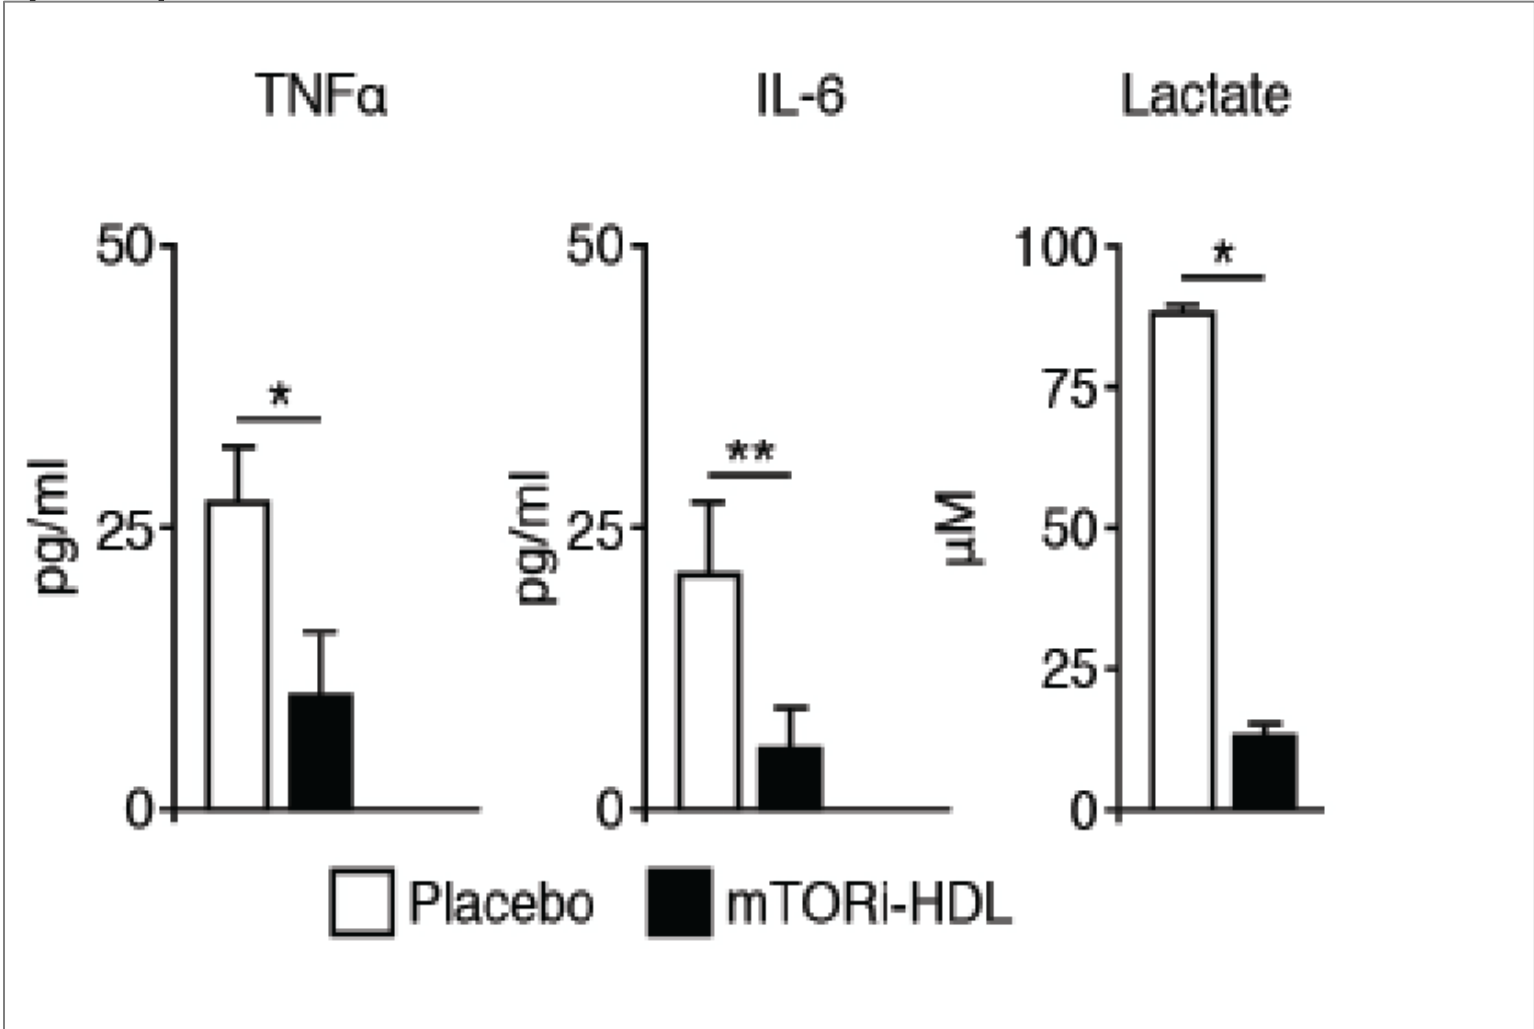 TNFα IL-6 Lactate
50 50 100
* * **
75
pg/ml 25 pg/ml 25 µM 50
25
0 0 0
Placebo mTORi-HDL